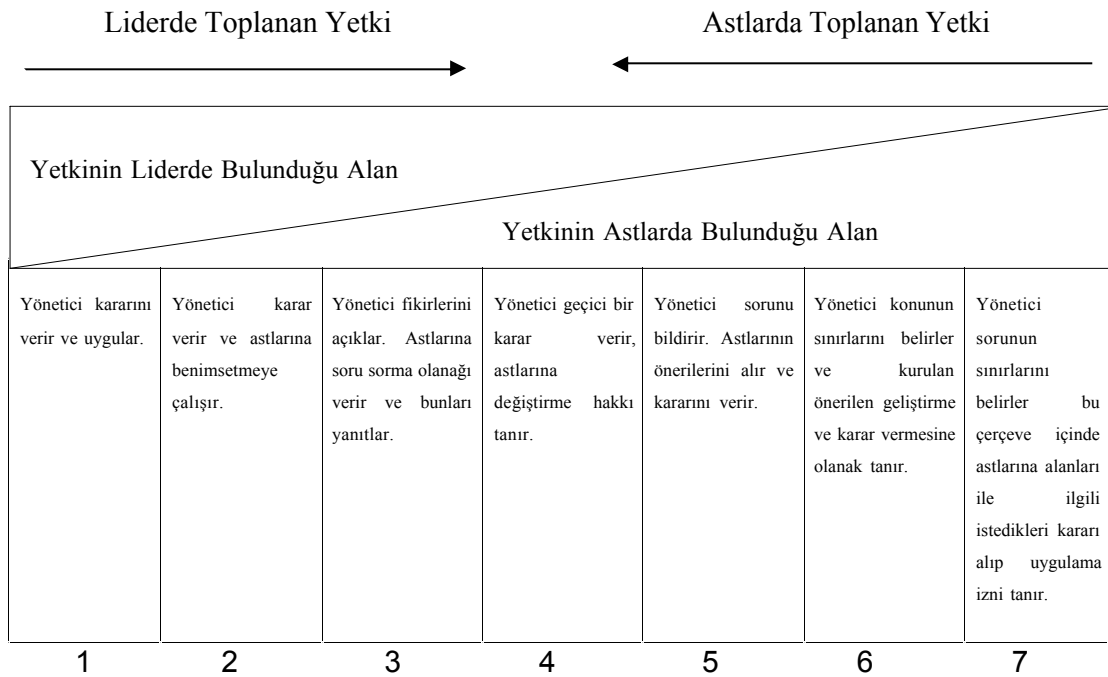 Liderde Toplanan Yetki
Astlarda Toplanan Yetki
Yetkinin Liderde Bulunduğu Alan
Yetkinin Astlarda Bulunduğu Alan
Yönetici kararını
verir ve uygular.
Yönetici karar
verir ve astlarına
benimsetmeye
çalışır.
Yönetici fikirlerini
açıklar. Astlarına
soru sorma olanağı
verir ve bunları
yanıtlar.
Yönetici geçici bir
karar verir,
astlarına
değiştirme hakkı
tanır.
Yönetici sorunu
bildirir. Astlarının
önerilerini alır ve
kararını verir.
Yönetici konunun
sınırlarını belirler
ve kurulan
önerilen geliştirme
ve karar vermesine
olanak tanır.
Yönetici
sorunun
sınırlarını
belirler bu
çerçeve içinde
astlarına alanları
ile ilgili
istedikleri kararı
alıp uygulama
izni tanır.
1
2
3
4
5
6
7